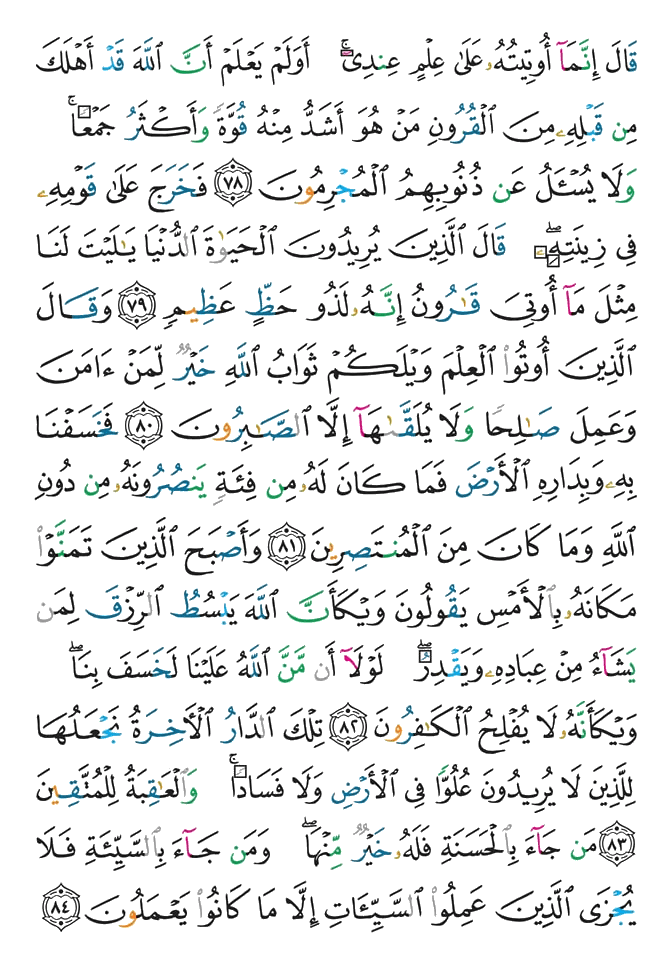 قَالَ إِنَّمَآ أُوتِيتُهُۥ عَلَىٰ عِلْمٍ عِندِىٓ ۚ أَوَلَمْ يَعْلَمْ أَنَّ ٱللَّهَ قَدْ أَهْلَكَ
مِن قَبْلِهِۦ مِنَ ٱلْقُرُونِ مَنْ هُوَ أَشَدُّ مِنْهُ قُوَّةً وَأَكْثَرُ جَمْعًا ۚ
وَلَا يُسْـَٔلُ عَن ذُنُوبِهِمُ ٱلْمُجْرِمُونَ ٧٨ فَخَرَجَ عَلَىٰ قَوْمِهِۦ
فِى زِينَتِهِۦ ۖ قَالَ ٱلَّذِينَ يُرِيدُونَ ٱلْحَيَوٰةَ ٱلدُّنْيَا يَـٰلَيْتَ لَنَا
مِثْلَ مَآ أُوتِىَ قَـٰرُونُ إِنَّهُۥ لَذُو حَظٍّ عَظِيمٍ ٧٩ وَقَالَ
ٱلَّذِينَ أُوتُوا۟ ٱلْعِلْمَ وَيْلَكُمْ ثَوَابُ ٱللَّهِ خَيْرٌ لِّمَنْ ءَامَنَ
وَعَمِلَ صَـٰلِحًا وَلَا يُلَقَّىٰهَآ إِلَّا ٱلصَّـٰبِرُونَ ٨٠ فَخَسَفْنَا
بِهِۦ وَبِدَارِهِ ٱلْأَرْضَ فَمَا كَانَ لَهُۥ مِن فِئَةٍ يَنصُرُونَهُۥ مِن دُونِ
ٱللَّهِ وَمَا كَانَ مِنَ ٱلْمُنتَصِرِينَ ٨١ وَأَصْبَحَ ٱلَّذِينَ تَمَنَّوْا۟
مَكَانَهُۥ بِٱلْأَمْسِ يَقُولُونَ وَيْكَأَنَّ ٱللَّهَ يَبْسُطُ ٱلرِّزْقَ لِمَن
يَشَآءُ مِنْ عِبَادِهِۦ وَيَقْدِرُ ۖ لَوْلَآ أَن مَّنَّ ٱللَّهُ عَلَيْنَا لَخَسَفَ بِنَا ۖ
وَيْكَأَنَّهُۥ لَا يُفْلِحُ ٱلْكَـٰفِرُونَ ٨٢ تِلْكَ ٱلدَّارُ ٱلْـَٔاخِرَةُ نَجْعَلُهَا
لِلَّذِينَ لَا يُرِيدُونَ عُلُوًّا فِى ٱلْأَرْضِ وَلَا فَسَادًا ۚ وَٱلْعَـٰقِبَةُ لِلْمُتَّقِينَ
٨٣ مَن جَآءَ بِٱلْحَسَنَةِ فَلَهُۥ خَيْرٌ مِّنْهَا ۖ وَمَن جَآءَ بِٱلسَّيِّئَةِ فَلَا
يُجْزَى ٱلَّذِينَ عَمِلُوا۟ ٱلسَّيِّـَٔاتِ إِلَّا مَا كَانُوا۟ يَعْمَلُونَ ٨٤